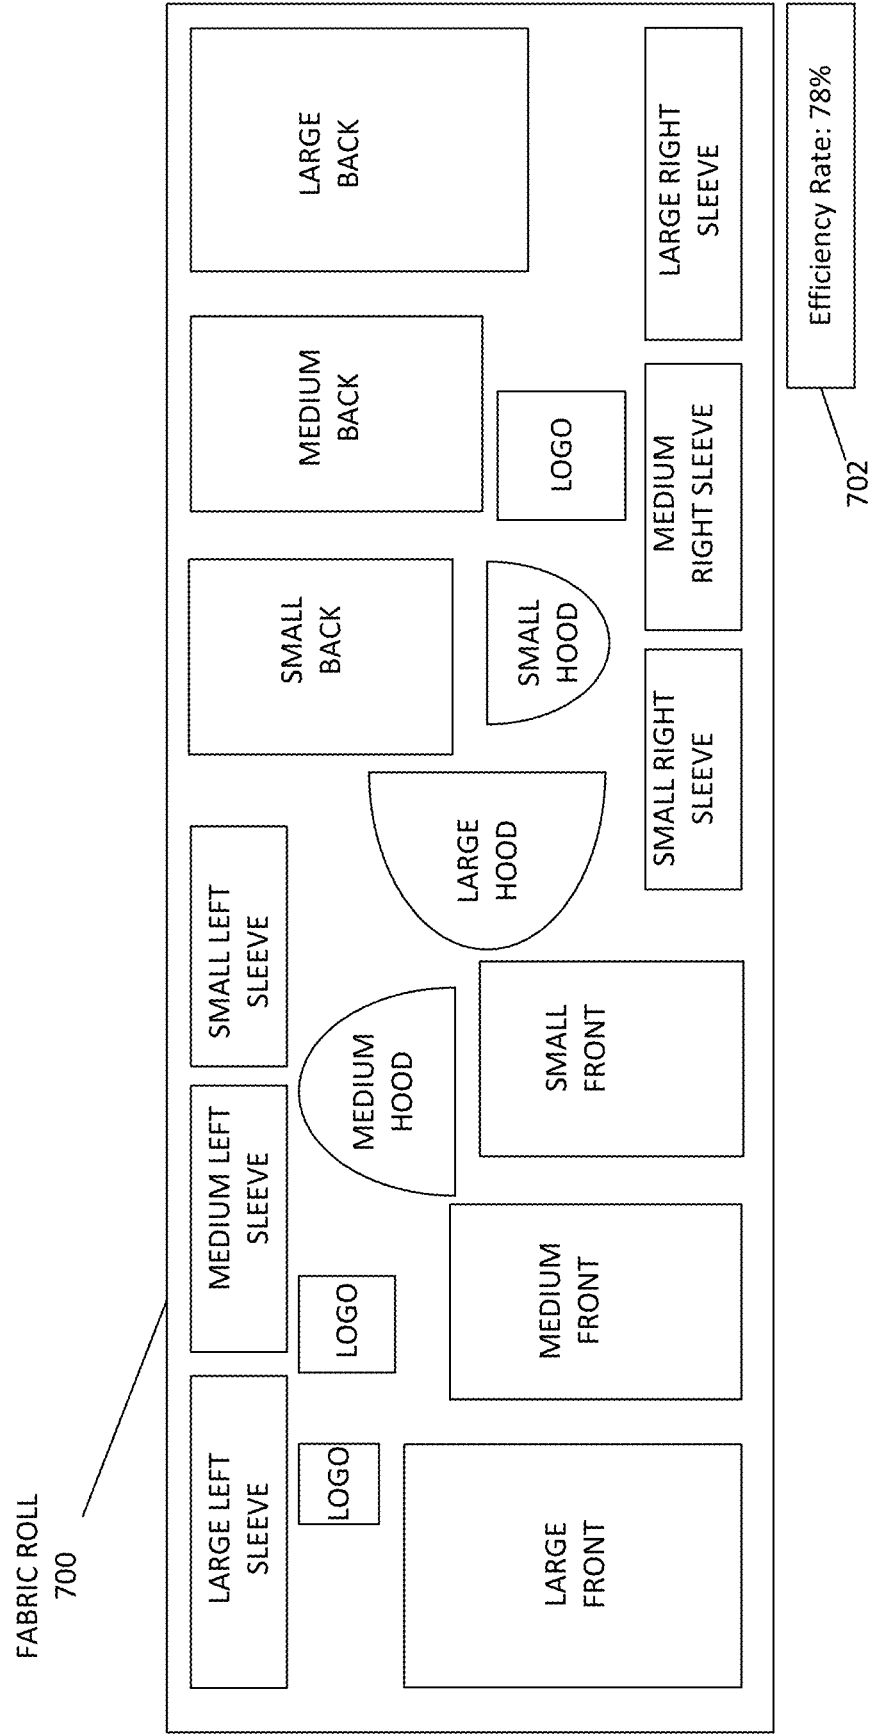 FABRIC ROLL
700
LARGE LEFT
SLEEVE
MEDIUM LEFT
SLEEVE
SMALL LEFT
SLEEVE
SMALL
BACK
MEDIUM
BACK
LARGE
BACK
LOGO
LOGO
MEDIUM
HOOD
LARGE
HOOD
SMALL
HOOD
LOGO
LARGE
FRONT
MEDIUM
FRONT
SMALL
FRONT
SMALL RIGHT
SLEEVE
MEDIUM
RIGHT SLEEVE
LARGE RIGHT
SLEEVE
702
Efficiency Rate: 78%